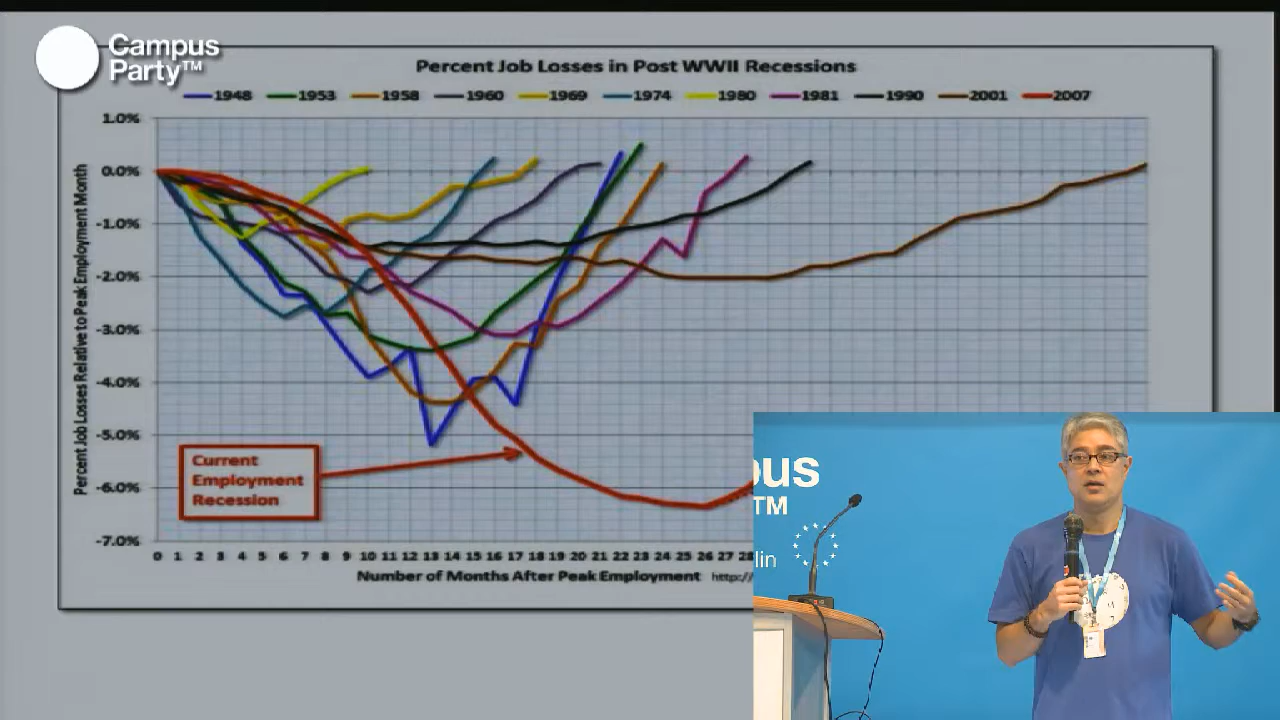 Campus
Party™
Percent Job Losses in Post WWII Recessions
1948 1953 1958 1960 1969 1974 1980 1981 1990 2001 2007
Percent Job Losses Relative to Peak Employment Month
1.0%
0.0%
-1.0%
-2.0%
-3.0%
-4.0%
-5.0%
-6.0%
-7.0%
Current
Employment
Recession
0 1 2 3 4 5 6 7 8 9 10 11 12 13 14 15 16 17 18 19 20 21 22 23 24 25 26 27 28
Number of Months After Peak Employment http://
pus
TM
lin